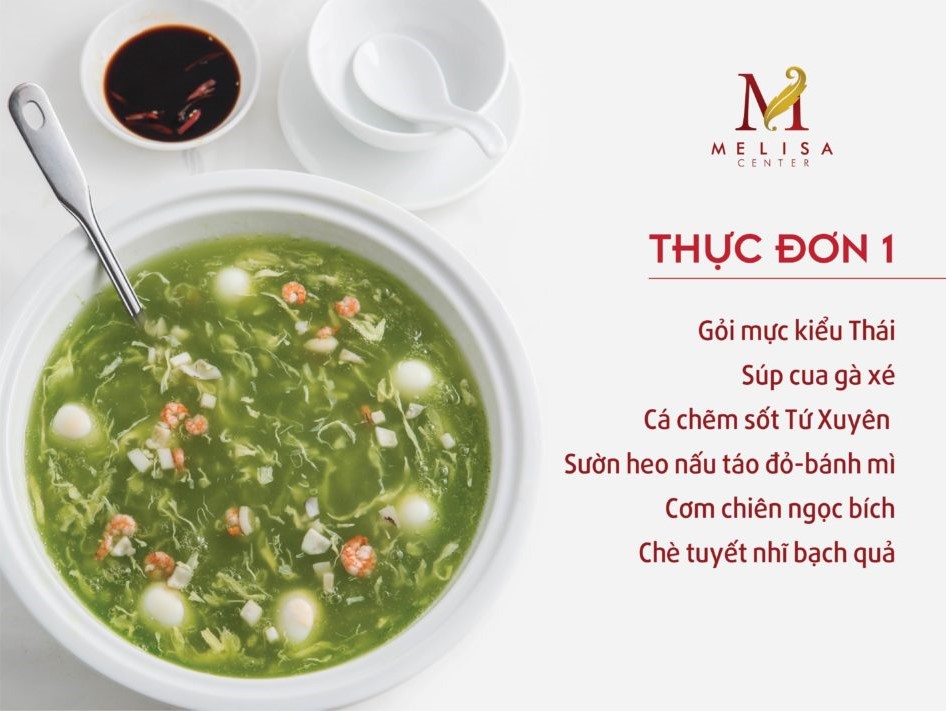 MELISA
CENTER
THỰC ĐƠN 1
Gỏi mực kiểu Thái
Súp cua gà xé
Cá chẽm sốt Tứ Xuyên
Sườn heo nấu táo đỏ-bánh mì
Cơm chiên ngọc bích
Chè tuyết nhĩ bạch quả